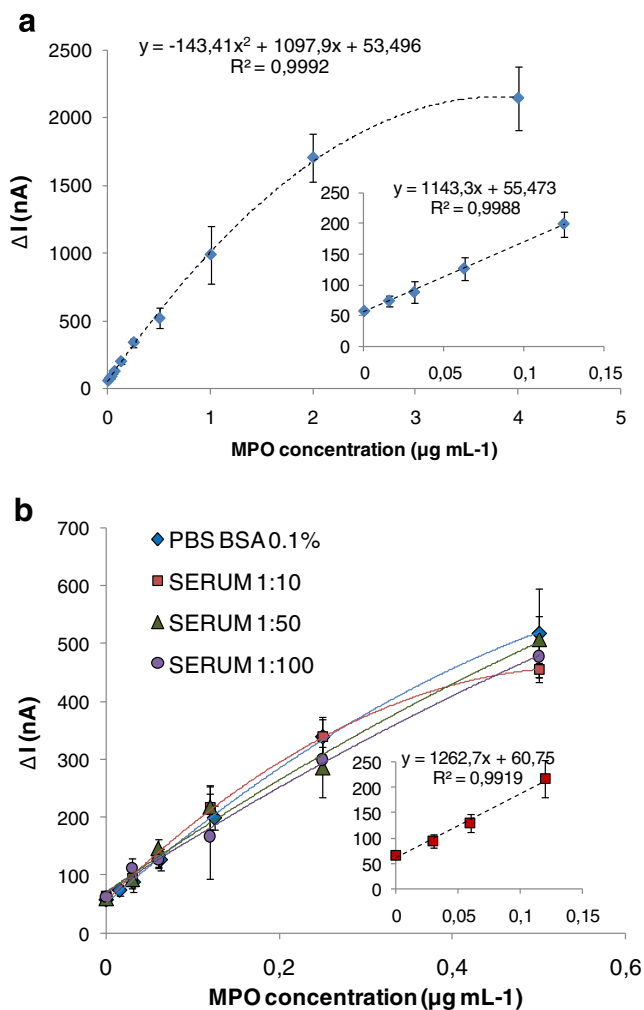 a
y = -143,41x² + 1097,9x + 53,496
R² = 0,9992
2500
2000
1500
1000
500
0
Δ I (nA)
0 1 2 3 4 5
MPO concentration (µg mL-1)
y = 1143,3x + 55,473
R² = 0,9988
250
200
150
100
50
0
0 0,05 0,1 0,15
b
700
600
500
400
300
200
100
0
Δ I (nA)
PBS BSA 0.1%
SERUM 1:10
SERUM 1:50
SERUM 1:100
0 0,2 0,4 0,6
MPO concentration (µg mL-1)
y = 1262,7x + 60,75
R² = 0,9919
250
200
150
100
50
0
0 0,05 0,1 0,15